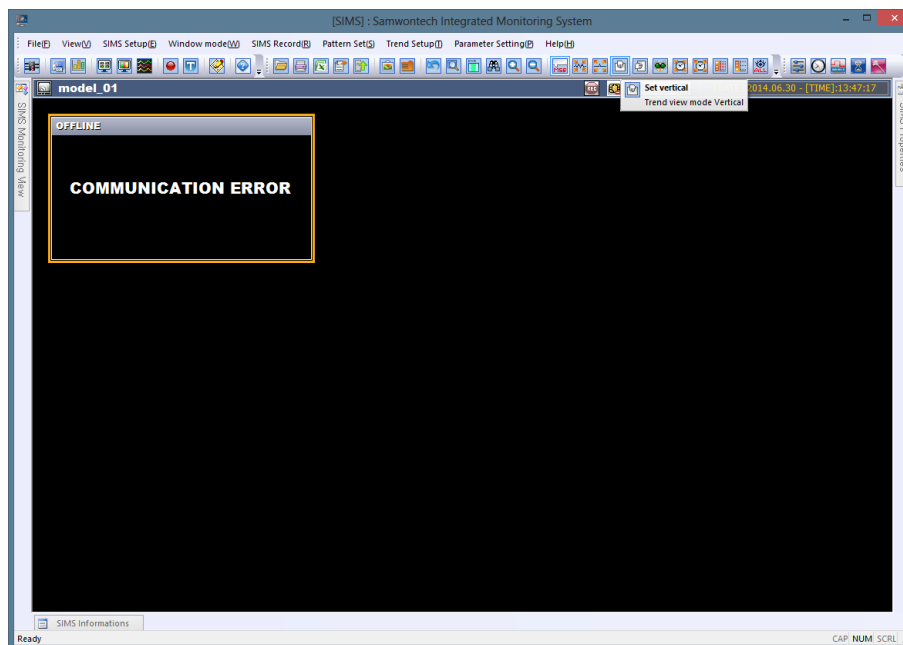 [SIMS] : Samwontech Integrated Monitoring System
File(F) View(V) SIMS Setup(E) Window mode(W) SIMS Record(R) Pattern Set(S) Trend Setup(T) Parameter Setting(P) Help(H)
model_01
2014.06.30 - [TIME]:13:47:17
Set vertical
Trend view mode Vertical
SIMS Monitoring View
OFFLINE
COMMUNICATION ERROR
SIMS Informations
Ready
CAP NUM SCRL